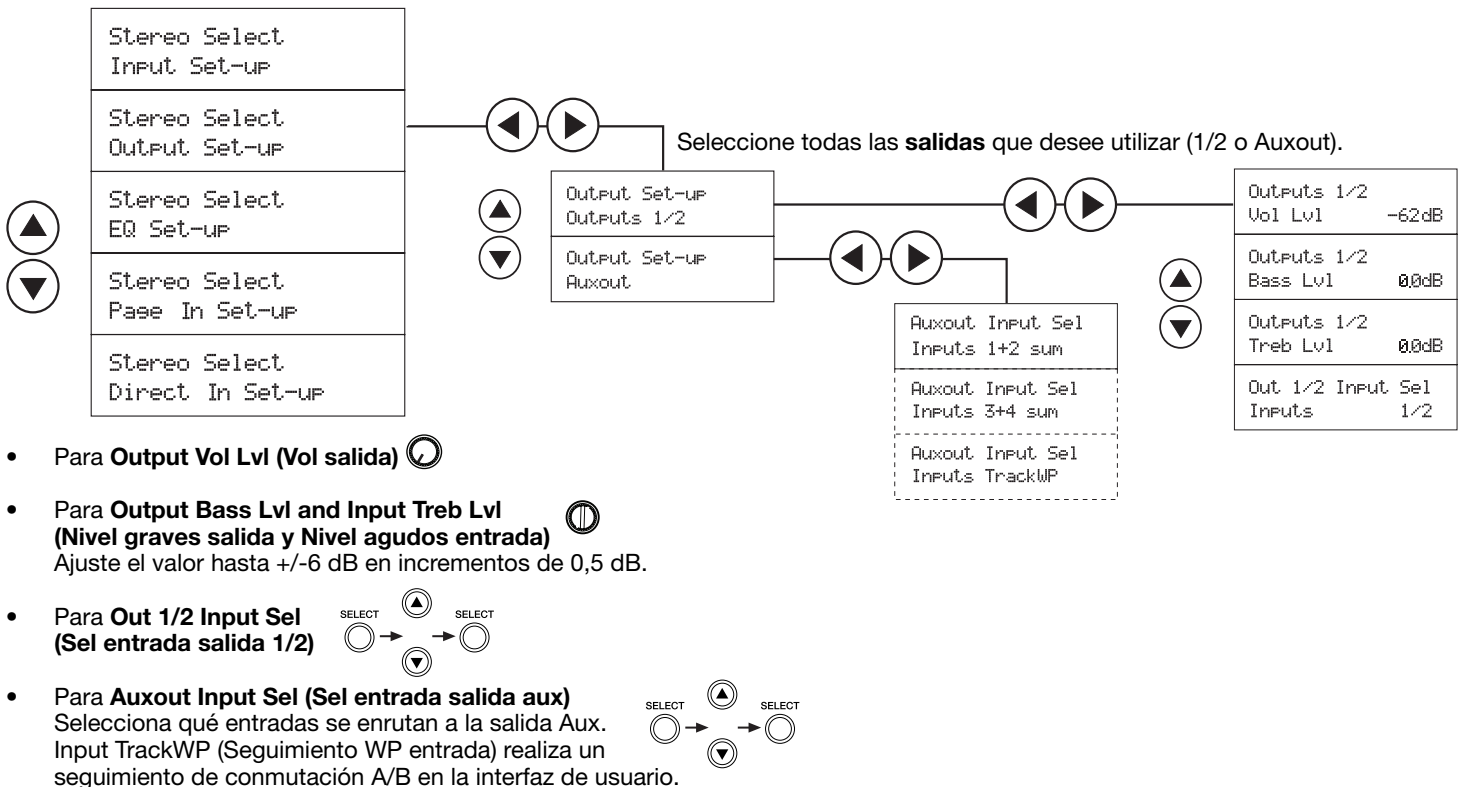 Stereo Select
Input Set-up
Stereo Select
Output Set-up
Stereo Select
EQ Set-up
Stereo Select
Page In Set-up
Stereo Select
Direct In Set-up
Seleccione todas las salidas que desee utilizar (1/2 o Auxout).
Output Set-up
Outputs 1/2
Output Set-up
Auxout
Auxout Input Sel
Inputs 1+2 sum
Auxout Input Sel
Inputs 3+4 sum
Auxout Input Sel
Inputs TrackWP
Outputs 1/2
Vol Lvl -62dB
Outputs 1/2
Bass Lvl 0.0dB
Outputs 1/2
Treb Lvl 0.0dB
Out 1/2 Input Sel
Inputs 1/2
• Para Output Vol Lvl (Vol salida)
• Para Output Bass Lvl and Input Treb Lvl
(Nivel graves salida y Nivel agudos entrada)
Ajuste el valor hasta +/-6 dB en incrementos de 0,5 dB.
• Para Out 1/2 Input Sel
(Sel entrada salida 1/2)
SELECT SELECT
• Para Auxout Input Sel (Sel entrada salida aux)
Selecciona qué entradas se enrutan a la salida Aux.
Input TrackWP (Seguimiento WP entrada) realiza un
seguimiento de conmutación A/B en la interfaz de usuario.
SELECT SELECT